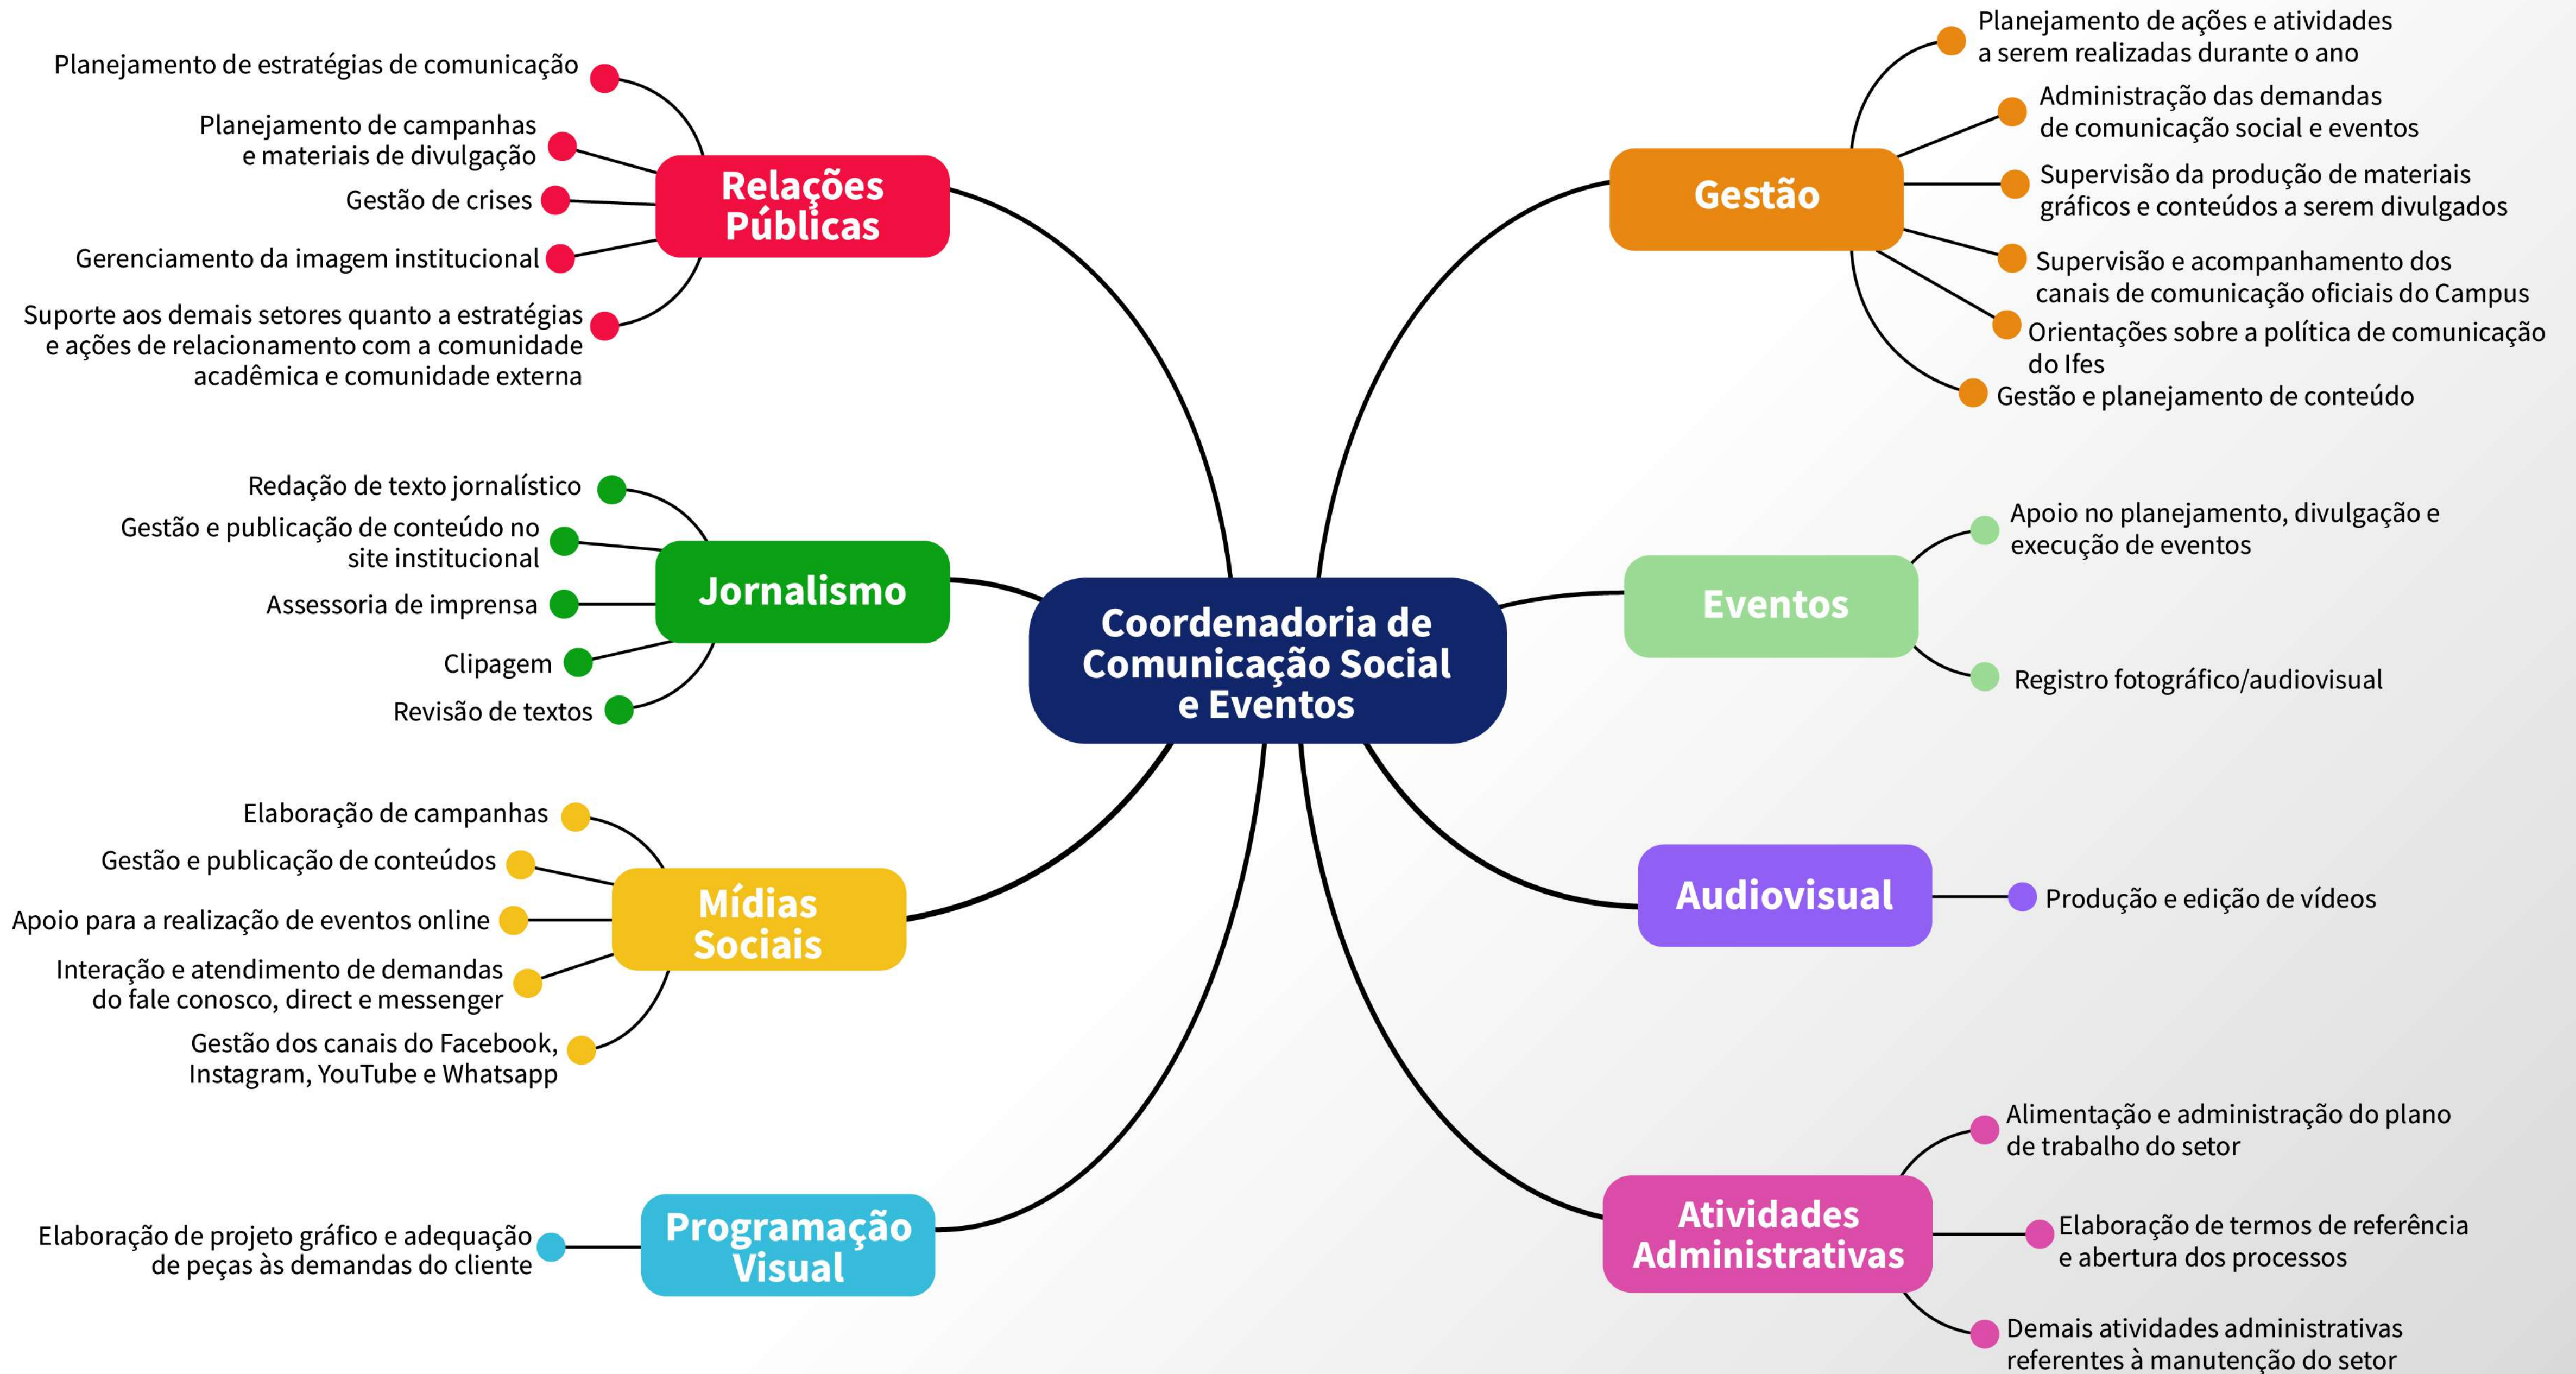 Planejamento de estratégias de comunicação
Planejamento de campanhas
e materiais de divulgação
Gestão de crises
Gerenciamento da imagem institucional
Suporte aos demais setores quanto a estratégias
e ações de relacionamento com a comunidade
acadêmica e comunidade externa
Relações
Públicas
Redação de texto jornalístico
Gestão e publicação de conteúdo no
site institucional
Assessoria de imprensa
Clipagem
Revisão de textos
Jornalismo
Elaboração de campanhas
Gestão e publicação de conteúdos
Apoio para a realização de eventos online
Interação e atendimento de demandas
do fale conosco, direct e messenger
Gestão dos canais do Facebook,
Instagram, YouTube e Whatsapp
Mídias
Sociais
Elaboração de projeto gráfico e adequação
de peças às demandas do cliente
Programação
Visual
Coordenadoria de
Comunicação Social
e Eventos
Gestão
Planejamento de ações e atividades
a serem realizadas durante o ano
Administração das demandas
de comunicação social e eventos
Supervisão da produção de materiais
gráficos e conteúdos a serem divulgados
Supervisão e acompanhamento dos
canais de comunicação oficiais do Campus
Orientações sobre a política de comunicação
do Ifes
Gestão e planejamento de conteúdo
Eventos
Apoio no planejamento, divulgação e
execução de eventos
Registro fotográfico/audiovisual
Audiovisual
Produção e edição de vídeos
Atividades
Administrativas
Alimentação e administração do plano
de trabalho do setor
Elaboração de termos de referência
e abertura dos processos
Demais atividades administrativas
referentes à manutenção do setor